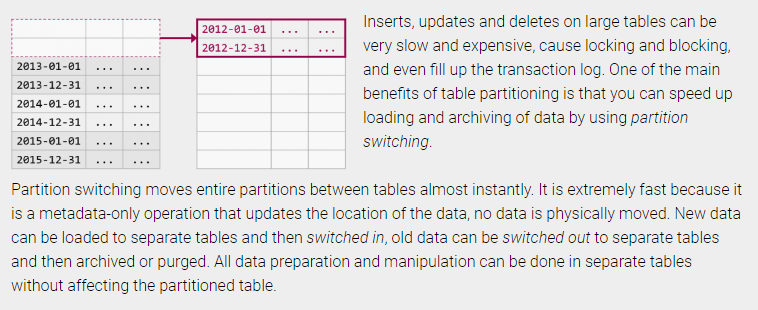 2012-01-01 ... ...
2012-12-31 ... ...
2013-01-01 ... ...
2013-12-31 ... ...
2014-01-01 ... ...
2014-12-31 ... ...
2015-01-01 ... ...
2015-12-31 ... ...
Inserts, updates and deletes on large tables can be
very slow and expensive, cause locking and blocking,
and even fill up the transaction log. One of the main
benefits of table partitioning is that you can speed up
loading and archiving of data by using partition
switching.
Partition switching moves entire partitions between tables almost instantly. It is extremely fast because it
is a metadata-only operation that updates the location of the data, no data is physically moved. New data
can be loaded to separate tables and then switched in, old data can be switched out to separate tables
and then archived or purged. All data preparation and manipulation can be done in separate tables
without affecting the partitioned table.